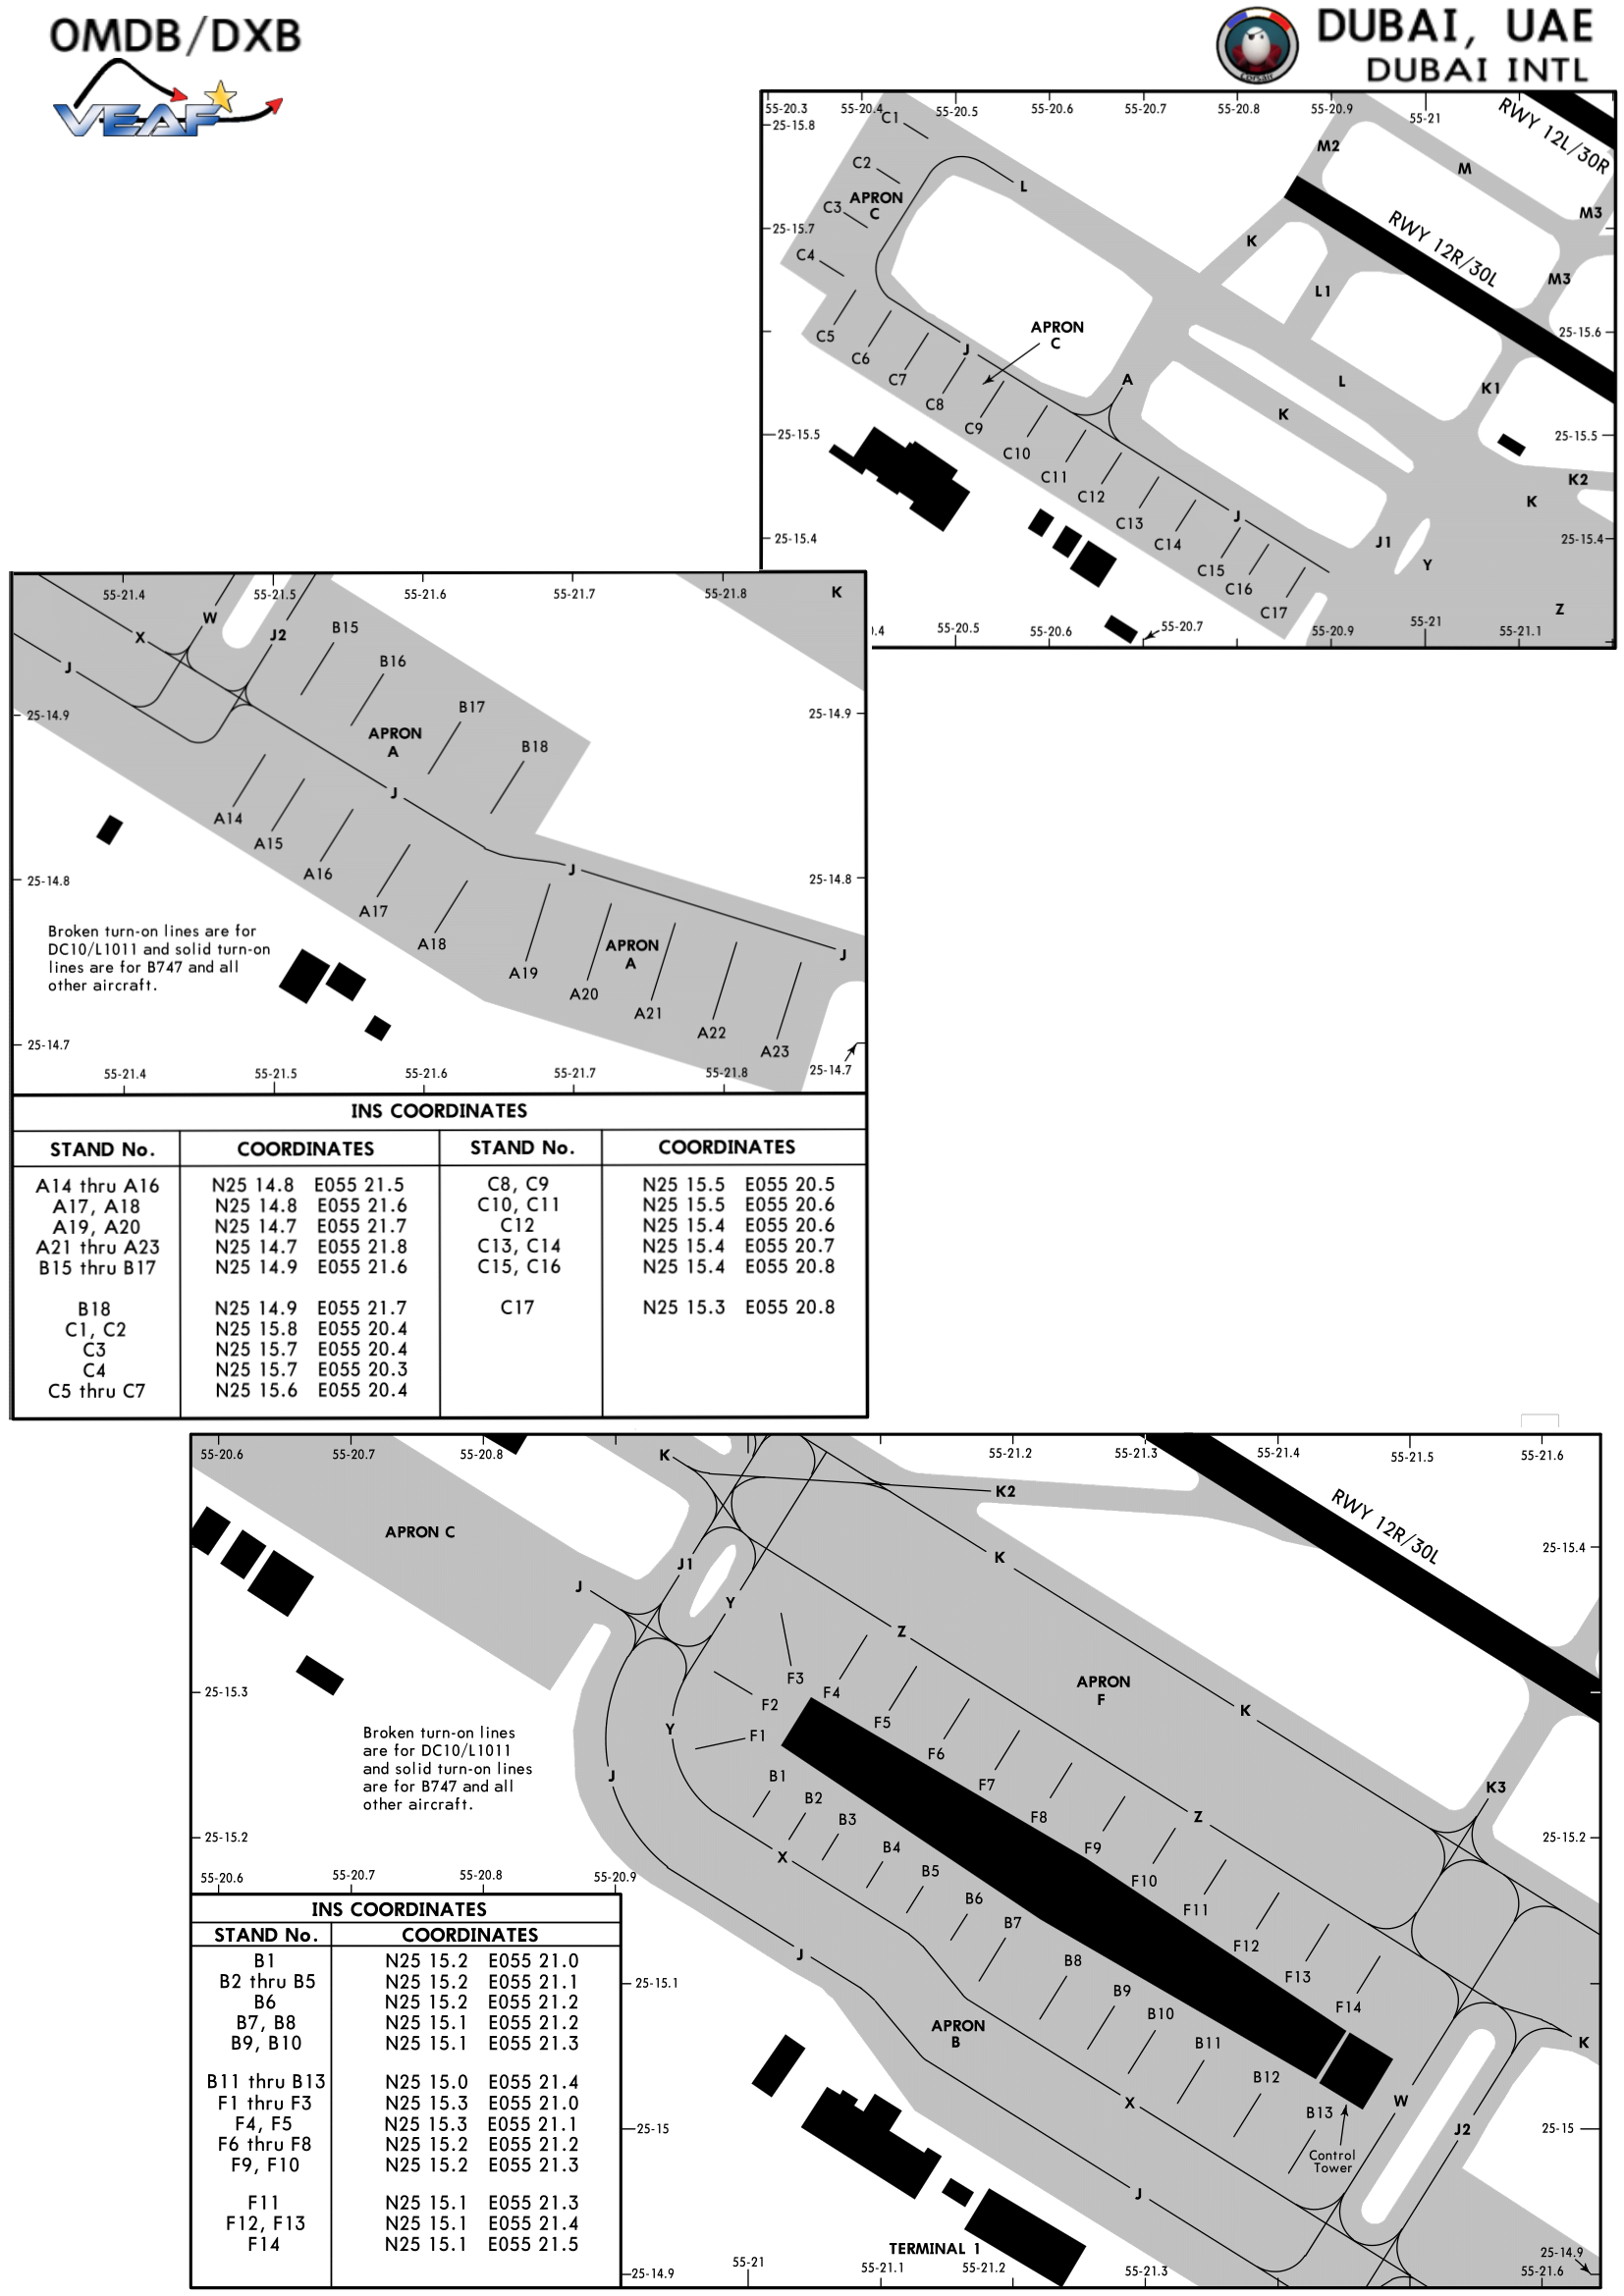 OMDB/DXB
VEAF
Corsair
DUBAI, UAE
DUBAI INTL
55-20.3
55-20.4
55-20.5
55-20.6
55-20.7
55-20.8
55-20.9
55-21
RWY 12L/30R
25-15.8
C1
M2
M
C2
L
APRON
C
C3
M3
25-15.7
RWY 12R/30L
K
C4
M3
L1
C5
APRON
C
25-15.6
J
C6
C7
A
L
K1
C8
K
C9
25-15.5
25-15.5
C10
C11
K2
C12
K
J
C13
25-15.4
C14
J1
25-15.4
C15
Y
C16
C17
Z
0.4
55-20.5
55-20.6
55-20.7
55-20.9
55-21
55-21.1
55-21.4
55-21.5
55-21.6
55-21.7
55-21.8
K
W
X
J2
B15
J
B16
B17
25-14.9
25-14.9
APRON
A
B18
J
A14
A15
J
A16
25-14.8
25-14.8
A17
Broken turn-on lines are for
DC10/L1011 and solid turn-on
lines are for B747 and all
other aircraft.
A18
APRON
A
J
A19
A20
A21
A22
25-14.7
A23
55-21.4
55-21.5
55-21.6
55-21.7
55-21.8
25-14.7
INS COORDINATES
STAND No. COORDINATES STAND No. COORDINATES
A14 thru A16 N25 14.8 E055 21.5 C8, C9 N25 15.5 E055 20.5
A17, A18 N25 14.8 E055 21.6 C10, C11 N25 15.5 E055 20.6
A19, A20 N25 14.7 E055 21.7 C12 N25 15.4 E055 20.6
A21 thru A23 N25 14.7 E055 21.8 C13, C14 N25 15.4 E055 20.7
B15 thru B17 N25 14.9 E055 21.6 C15, C16 N25 15.4 E055 20.8
B18 N25 14.9 E055 21.7 C17 N25 15.3 E055 20.8
C1, C2 N25 15.8 E055 20.4
C3 N25 15.7 E055 20.4
C4 N25 15.7 E055 20.3
C5 thru C7 N25 15.6 E055 20.4
55-20.6
55-20.7
55-20.8
K
55-21.2
55-21.3
55-21.4
55-21.5
55-21.6
K2
RWY 12R/30L
APRON C
25-15.4
K
J1
J
Y
Z
F3
APRON
F
25-15.3
F4
F2
K
F5
Y
F1
Broken turn-on lines
are for DC10/L1011
and solid turn-on lines
are for B747 and all
other aircraft.
F6
J
B1
F7
K3
B2
F8
Z
B3
25-15.2
25-15.2
F9
B4
X
B5
F10
55-20.6
55-20.7
55-20.8
55-20.9
B6
F11
B7
F12
J
B8
F13
25-15.1
B9
F14
B10
APRON
B
B11
K
B12
X
W
B13
25-15
J2
25-15
Control
Tower
J
TERMINAL 1
25-14.9
55-21
55-21.1
55-21.2
55-21.3
25-14.9
55-21.6
INS COORDINATES
STAND No. COORDINATES
B1 N25 15.2 E055 21.0
B2 thru B5 N25 15.2 E055 21.1
B6 N25 15.2 E055 21.2
B7, B8 N25 15.1 E055 21.2
B9, B10 N25 15.1 E055 21.3
B11 thru B13 N25 15.0 E055 21.4
F1 thru F3 N25 15.3 E055 21.0
F4, F5 N25 15.3 E055 21.1
F6 thru F8 N25 15.2 E055 21.2
F9, F10 N25 15.2 E055 21.3
F11 N25 15.1 E055 21.3
F12, F13 N25 15.1 E055 21.4
F14 N25 15.1 E055 21.5